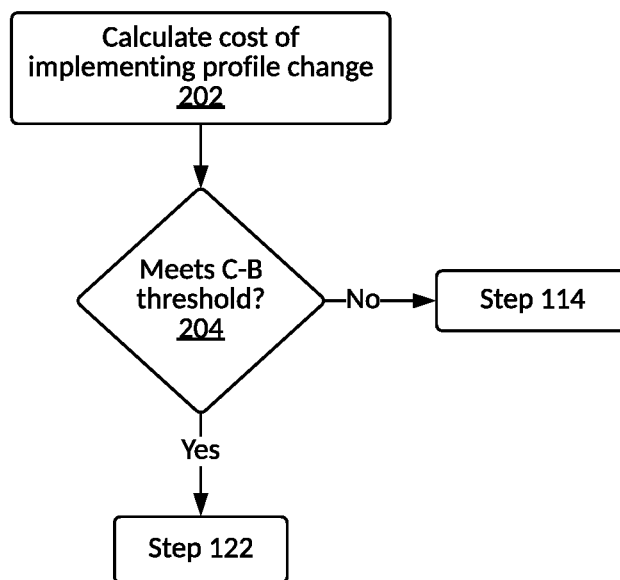 Calculate cost of
implementing profile change
202
Meets C-B
threshold?
204
No
Step 114
Yes
Step 122